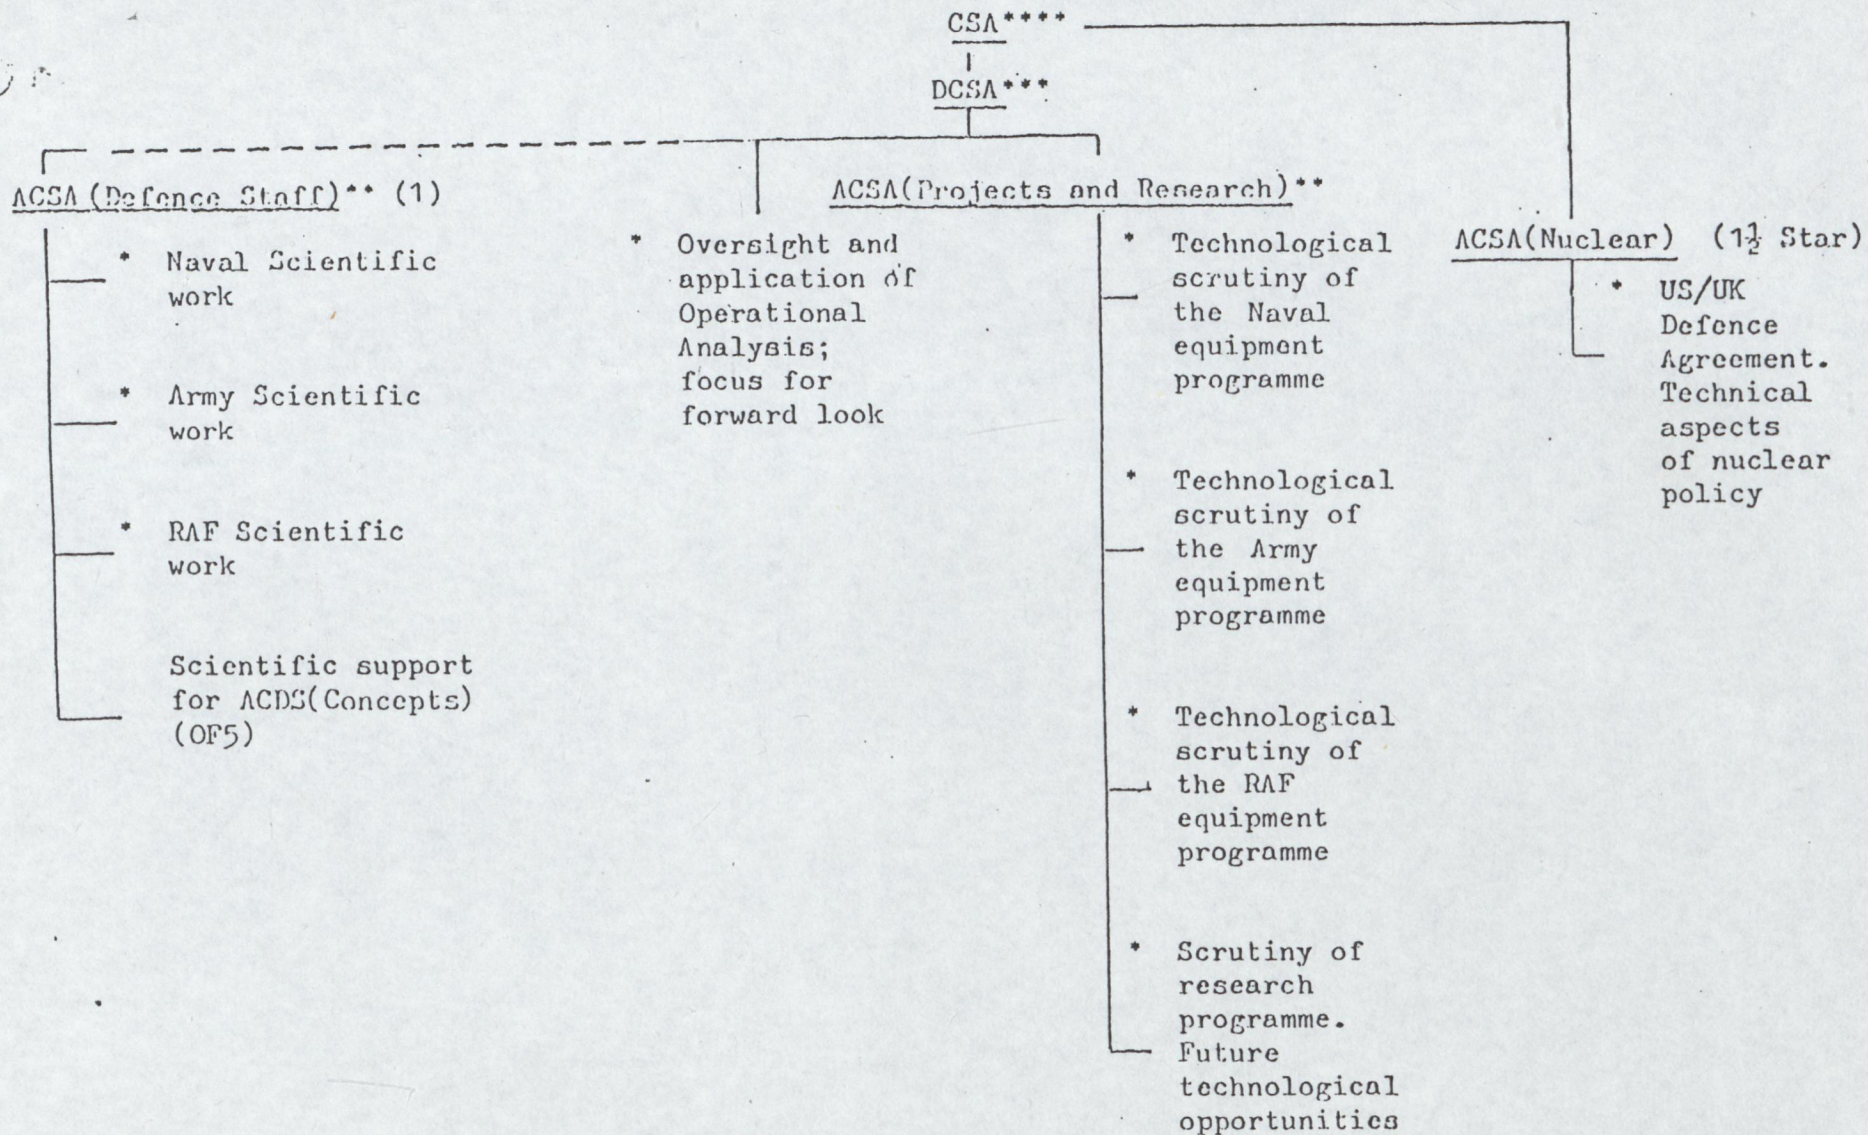 CSA****
DCSA***
ACSA(Defence Staff)** (1)
* Naval Scientific
work
* Army Scientific
work
* RAF Scientific
work
Scientific support
for ACDS(Concepts)
(OF5)
* Oversight and
application of
Operational
Analysis;
focus for
forward look
ACSA(Projects and Research)**
* Technological
scrutiny of
the Naval
equipment
programme
* Technological
scrutiny of
the Army
equipment
programme
* Technological
scrutiny of
the RAF
equipment
programme
* Scrutiny of
research
programme.
Future
technological
opportunities
ACSA(Nuclear) (1½ Star)
* US/UK
Defence
Agreement.
Technical
aspects
of nuclear
policy